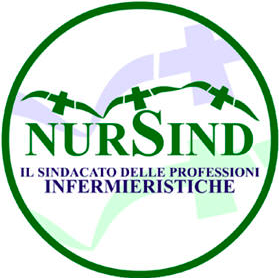 NURSIND
IL SINDACATO DELLE PROFESSIONI
INFERMIERISTICHE